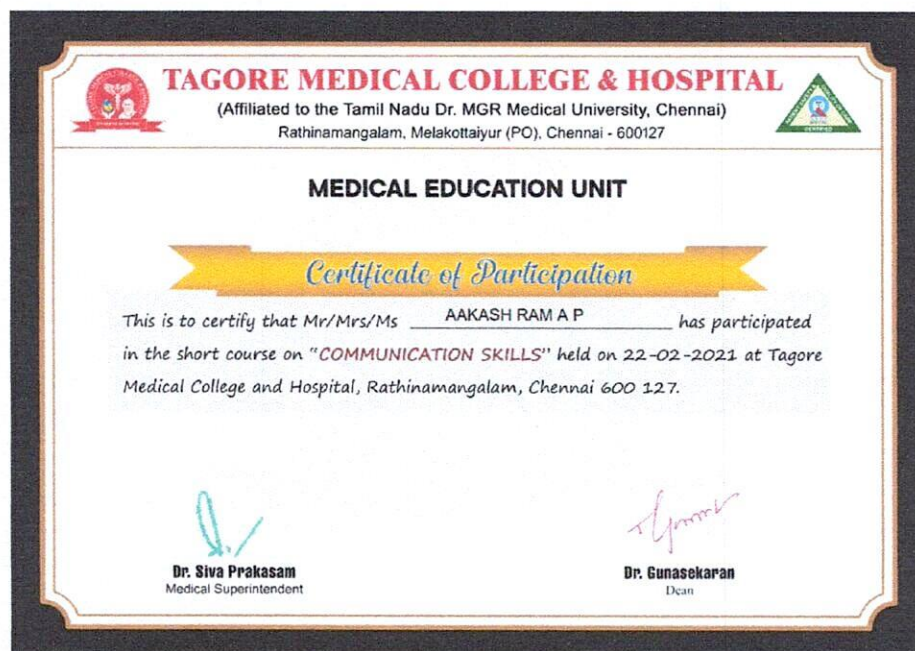 TAGORE MEDICAL COLLEGE & HOSPITAL
(Affiliated to the Tamil Nadu Dr. MGR Medical University, Chennai)
Rathinamangalam, Melakottaiyur (PO), Chennai - 600127
MEDICAL EDUCATION UNIT
Certificate of Participation
This is to certify that Mr/Mrs/Ms AAKASH RAM A P has participated
in the short course on "COMMUNICATION SKILLS" held on 22-02-2021 at Tagore
Medical College and Hospital, Rathinamangalam, Chennai 600 127.
Dr. Siva Prakasam
Medical Superintendent
Dr. Gunasekaran
Dean